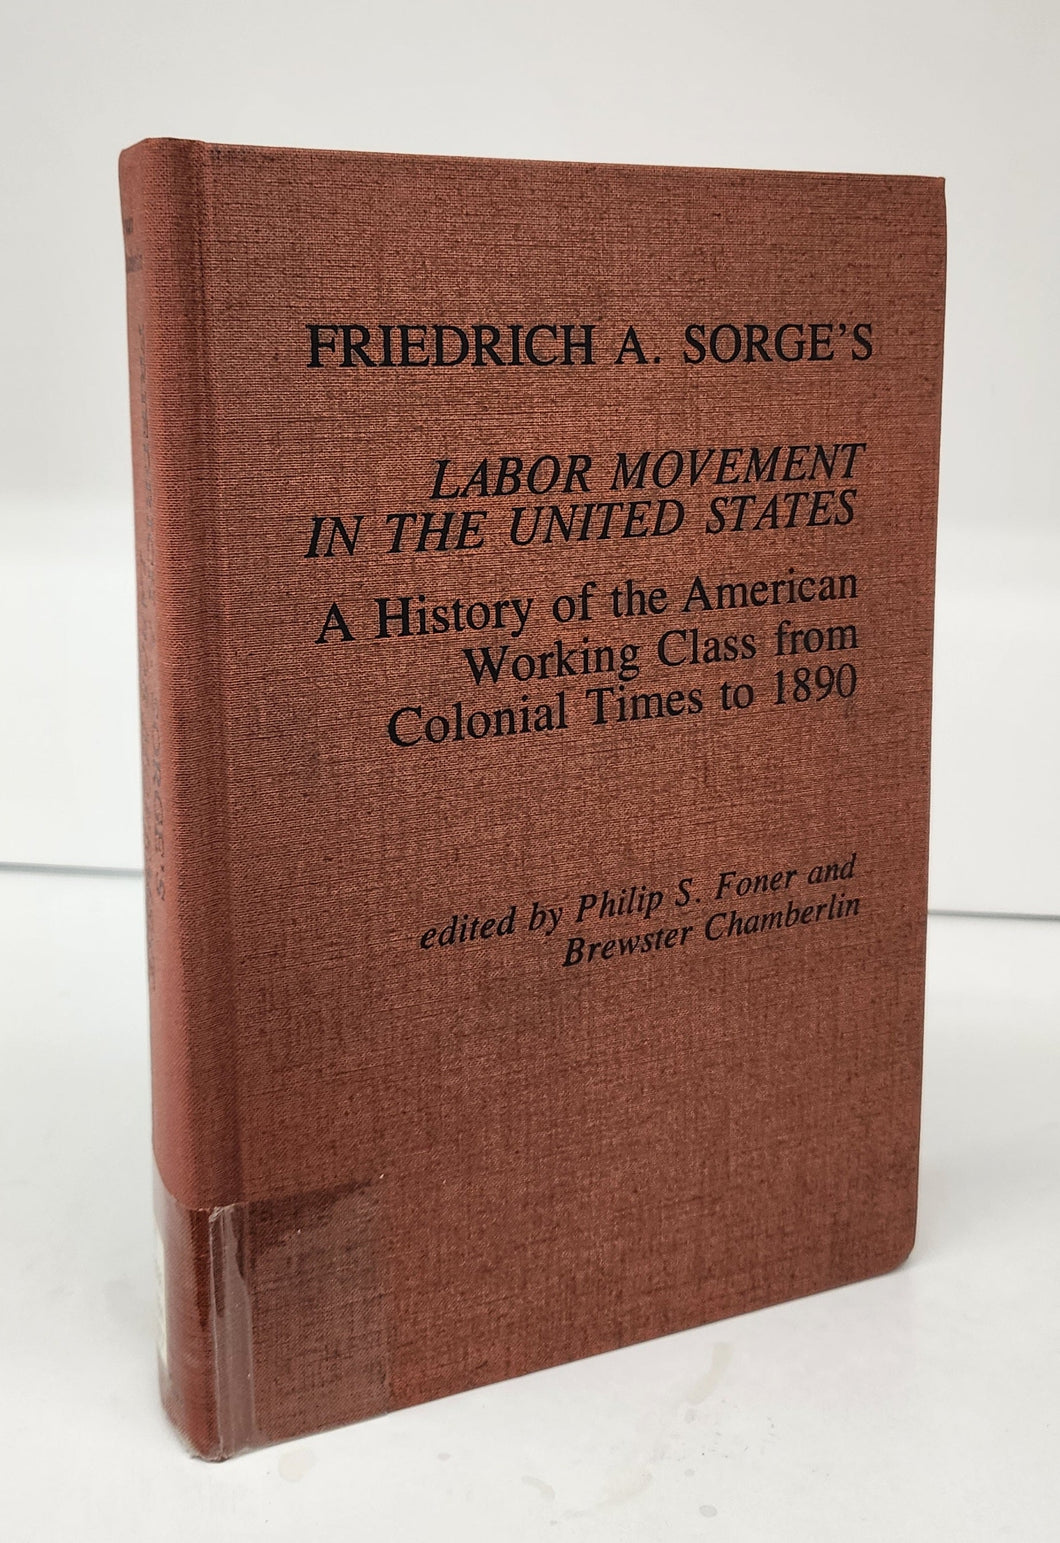 FRIEDRICH A. SORGE'S
LABOR MOVEMENT
IN THE UNITED STATES
A History of the American
Working Class from
Colonial Times to 1890
edited by Philip S. Foner and
Brewster Chamberlin